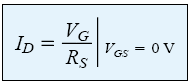 I_D = V_G / R_S | V_GS = 0 V